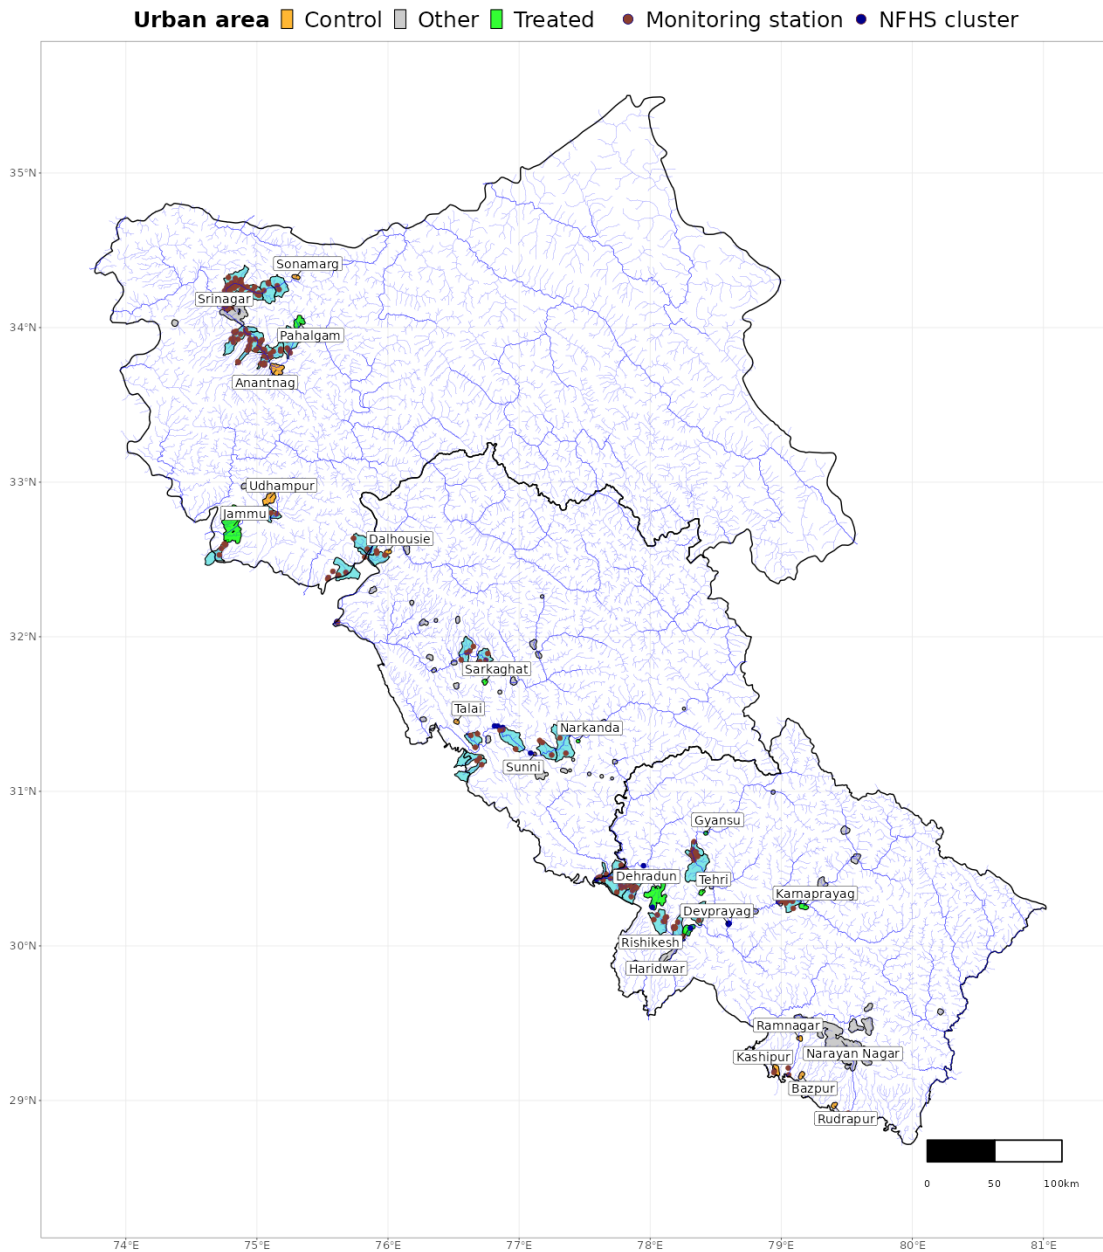 Urban area Control Other Treated Monitoring station NFHS cluster
35°N
Sonamarg
Srinagar
34°N
Pahalgam
Anantnag
33°N
Udhampur
Jammu
Dalhousie
32°N
Sarkaghat
Talai
Narkanda
Sunni
31°N
Gyansu
Dehradun
Tehri
Karnaprayag
Devprayag
Rishikesh
30°N
Haridwar
Ramnagar
Narayan Nagar
Kashipur
Bazpur
29°N
Rudrapur
0 50 100km
74°E 75°E 76°E 77°E 78°E 79°E 80°E 81°E